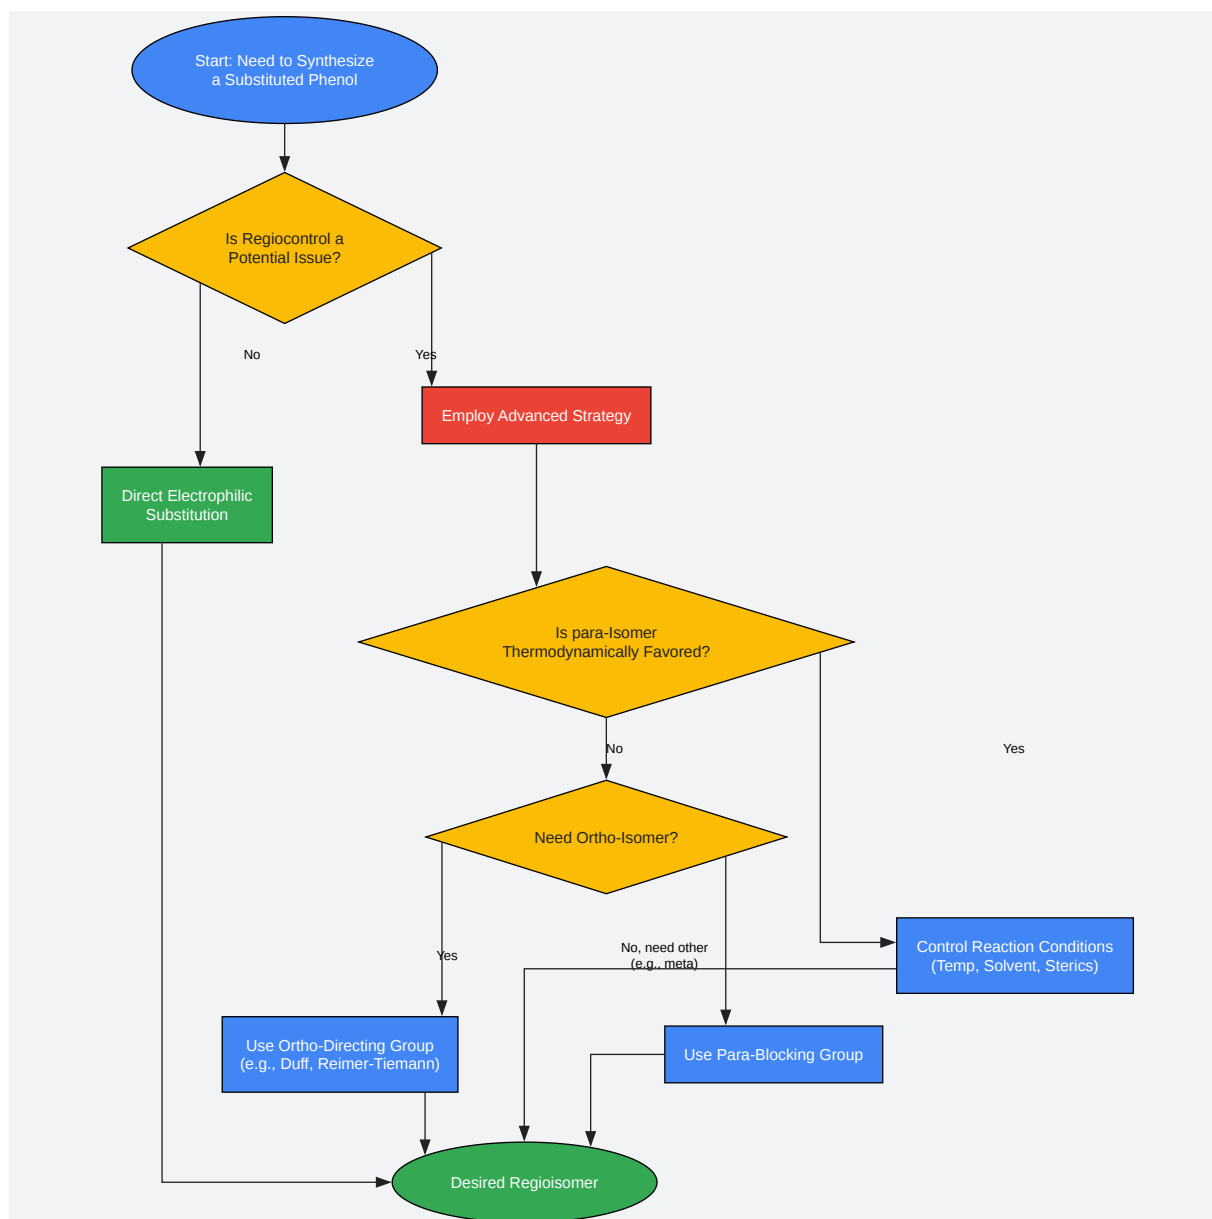 Start: Need to Synthesize
a Substituted Phenol
Is Regiocontrol a
Potential Issue?
No
Yes
Employ Advanced Strategy
Direct Electrophilic
Substitution
Is para-Isomer
Thermodynamically Favored?
No
Yes
Need Ortho-Isomer?
Yes
No, need other
(e.g., meta)
Control Reaction Conditions
(Temp, Solvent, Sterics)
Use Ortho-Directing Group
(e.g., Duff, Reimer-Tiemann)
Use Para-Blocking Group
Desired Regioisomer